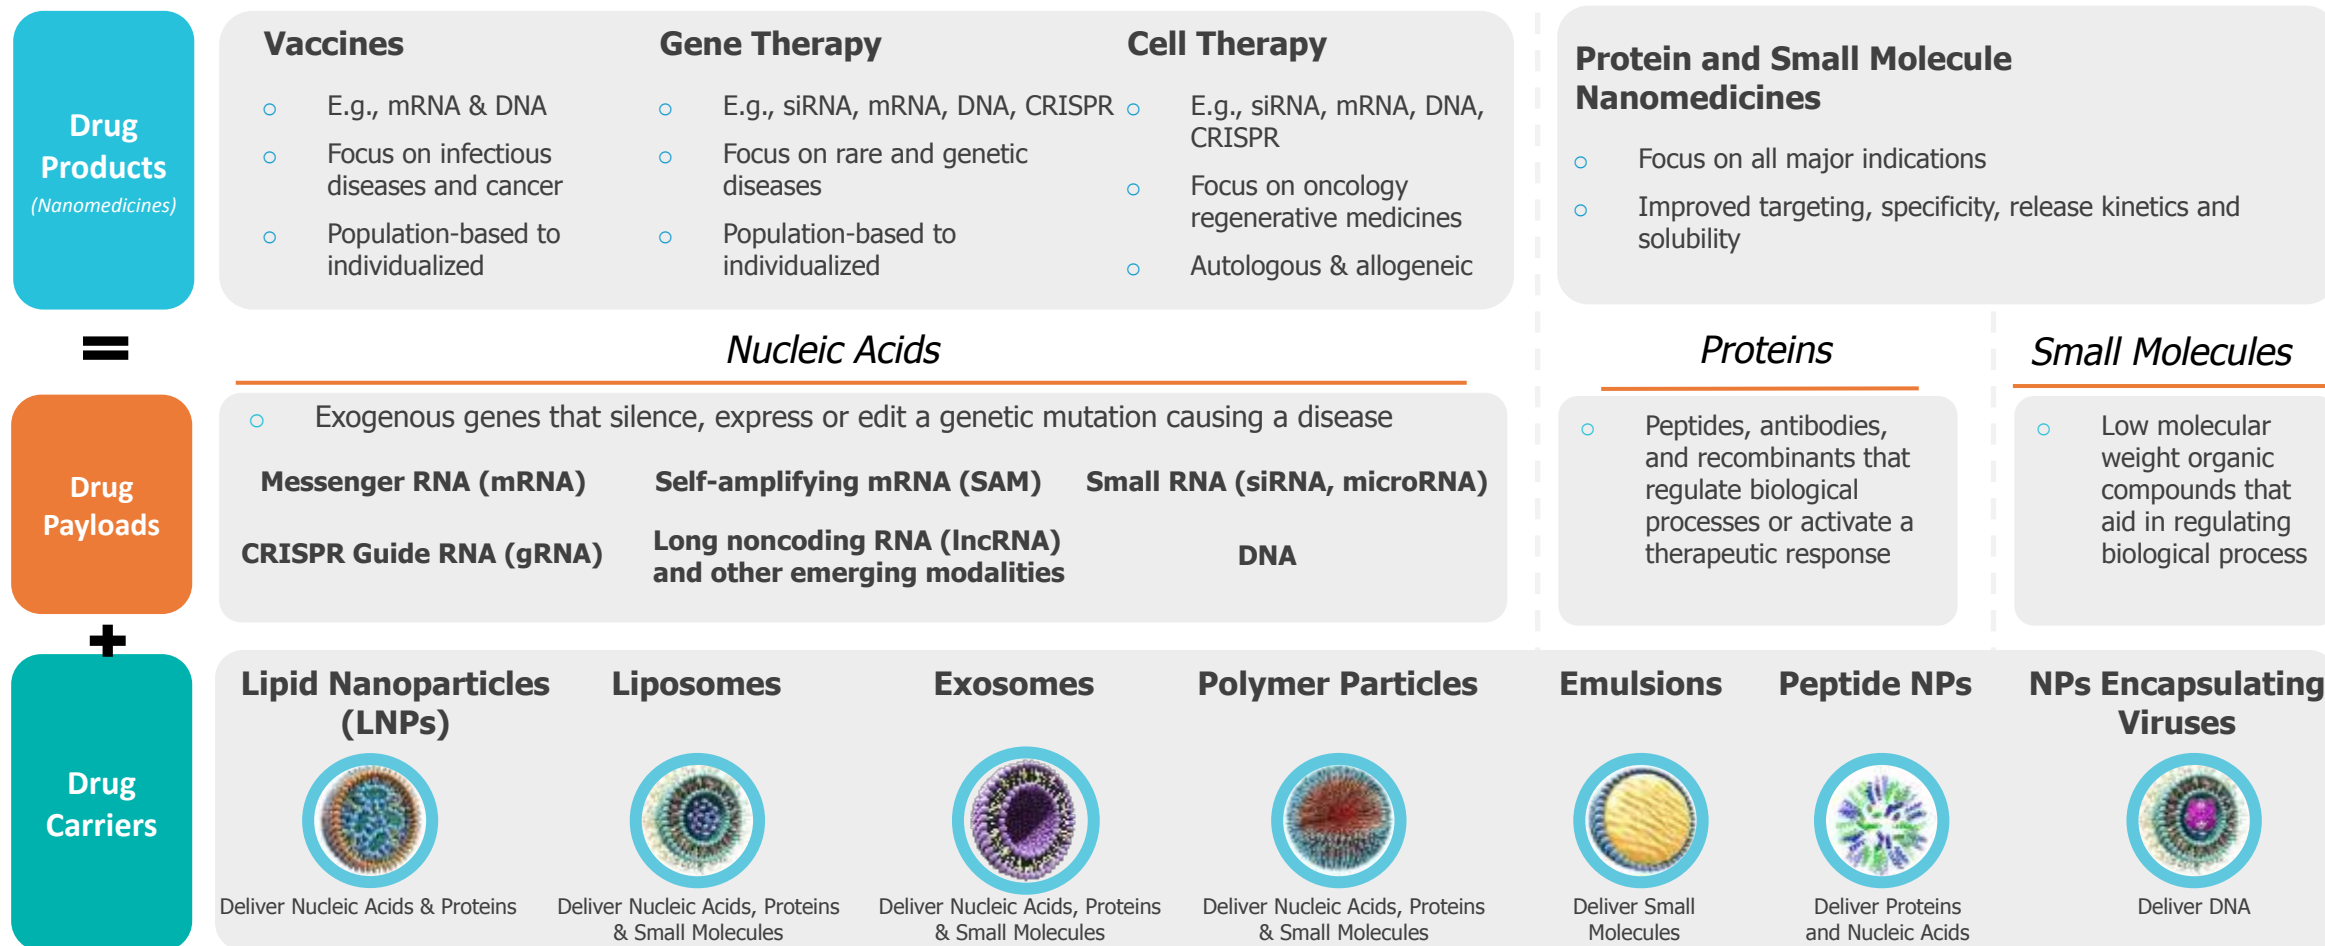 Drug
Products
(Nanomedicines)
Vaccines
E.g., mRNA & DNA
Focus on infectious
diseases and cancer
Population-based to
individualized
Gene Therapy
E.g., siRNA, mRNA, DNA, CRISPR
Focus on rare and genetic
diseases
Population-based to
individualized
Cell Therapy
E.g., siRNA, mRNA, DNA,
CRISPR
Focus on oncology
regenerative medicines
Autologous & allogeneic
Protein and Small Molecule
Nanomedicines
Focus on all major indications
Improved targeting, specificity, release kinetics and
solubility
=
Nucleic Acids
Proteins
Small Molecules
Drug
Payloads
Exogenous genes that silence, express or edit a genetic mutation causing a disease
Messenger RNA (mRNA)
Self-amplifying mRNA (SAM)
Small RNA (siRNA, microRNA)
CRISPR Guide RNA (gRNA)
Long noncoding RNA (lncRNA)
and other emerging modalities
DNA
Peptides, antibodies,
and recombinants that
regulate biological
processes or activate a
therapeutic response
Low molecular
weight organic
compounds that
aid in regulating
biological process
+
Drug
Carriers
Lipid Nanoparticles
(LNPs)
Deliver Nucleic Acids & Proteins
Liposomes
Deliver Nucleic Acids, Proteins
& Small Molecules
Exosomes
Deliver Nucleic Acids, Proteins
& Small Molecules
Polymer Particles
Deliver Nucleic Acids, Proteins
& Small Molecules
Emulsions
Deliver Small
Molecules
Peptide NPs
Deliver Proteins
and Nucleic Acids
NPs Encapsulating
Viruses
Deliver DNA